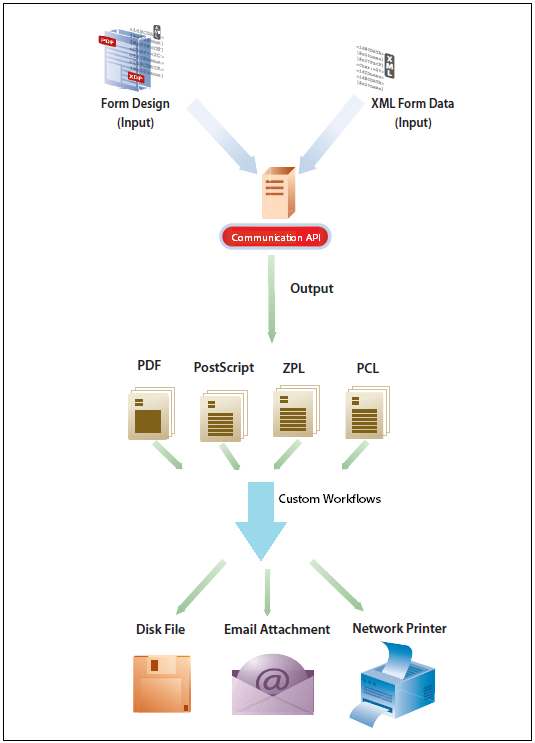 PDF
XML
XDP
Form Design
(Input)
XML
XML Form Data
(Input)
Communication API
Output
PDF
PostScript
ZPL
PCL
Custom Workflows
Disk File
Email Attachment
Network Printer
@